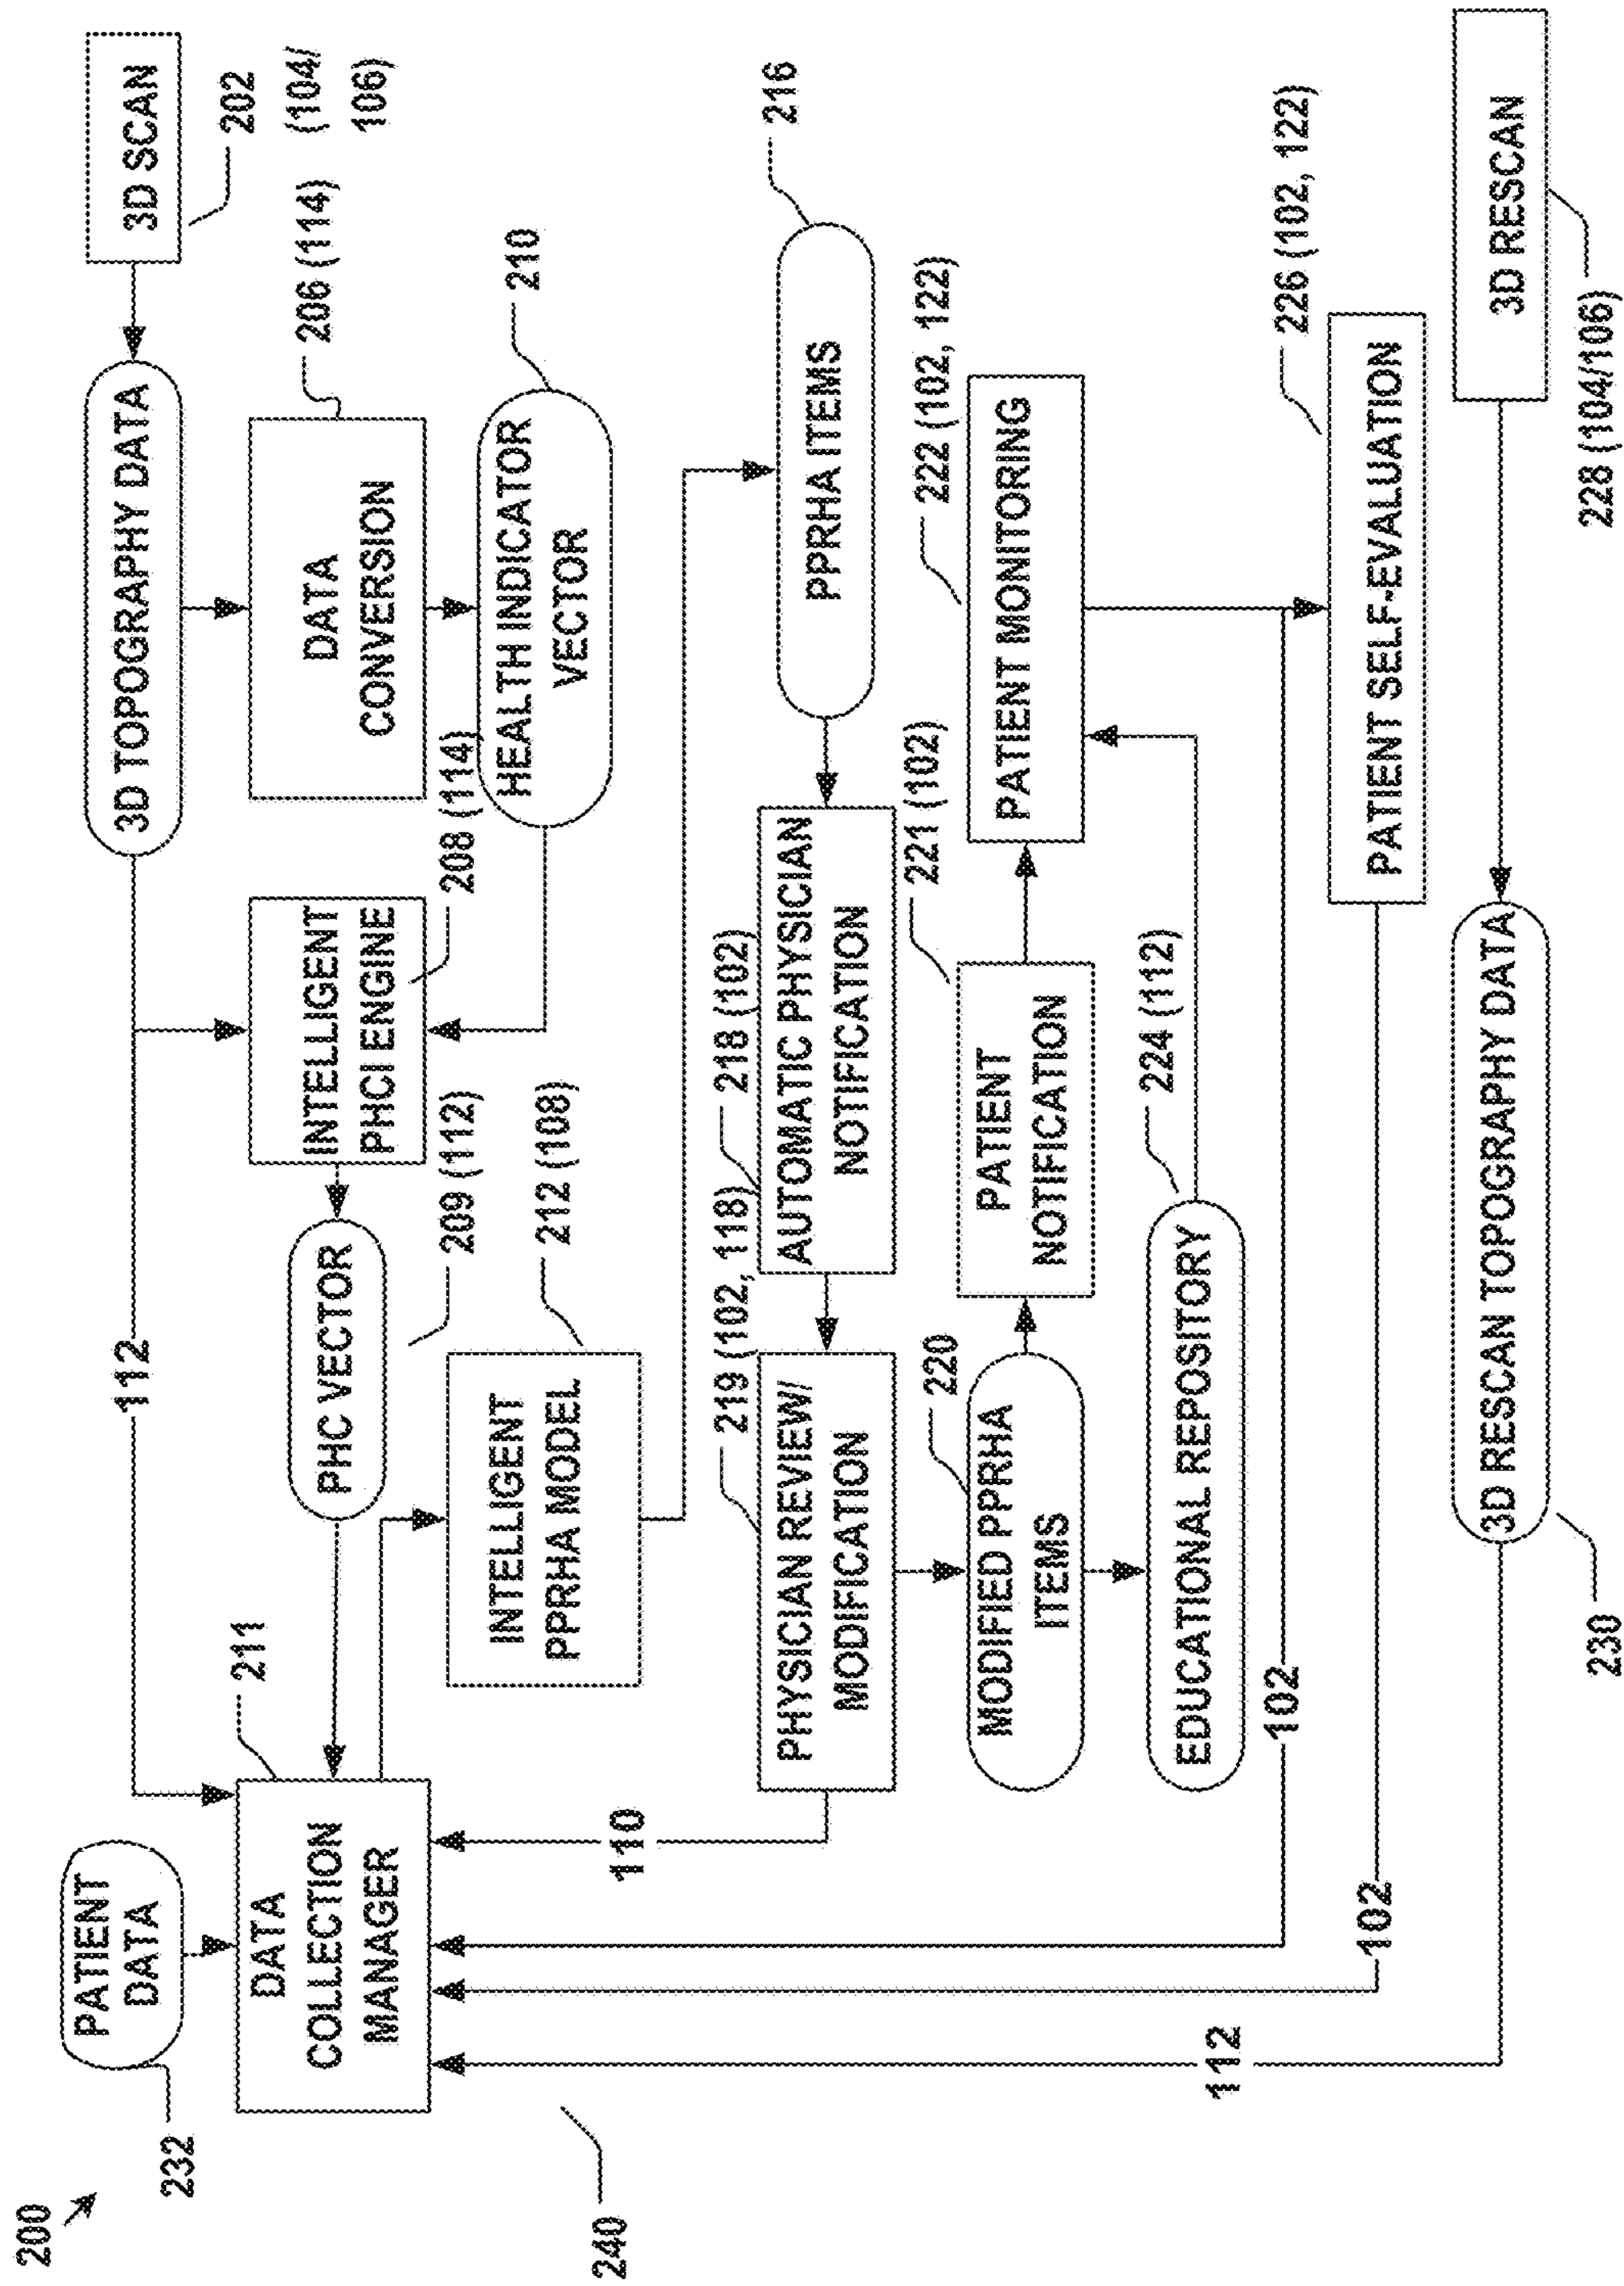 200
232
PATIENT
DATA
112
3D TOPOGRAPHY DATA
3D SCAN
202
(104/
106)
211
DATA
COLLECTION
MANAGER
240
PHC VECTOR
209 (112)
INTELLIGENT
PHCI ENGINE
208 (114)
DATA
CONVERSION
206 (114)
HEALTH INDICATOR
VECTOR
210
INTELLIGENT
PPRHA MODEL
212 (108)
110
PHYSICIAN REVIEW/
MODIFICATION
219 (102, 118)
AUTOMATIC PHYSICIAN
NOTIFICATION
218 (102)
PPRHA ITEMS
216
MODIFIED PPRHA
ITEMS
220
PATIENT
NOTIFICATION
221 (102)
PATIENT MONITORING
222 (102, 122)
EDUCATIONAL REPOSITORY
224 (112)
102
102
PATIENT SELF-EVALUATION
226 (102, 122)
112
3D RESCAN TOPOGRAPHY DATA
230
3D RESCAN
228 (104/106)